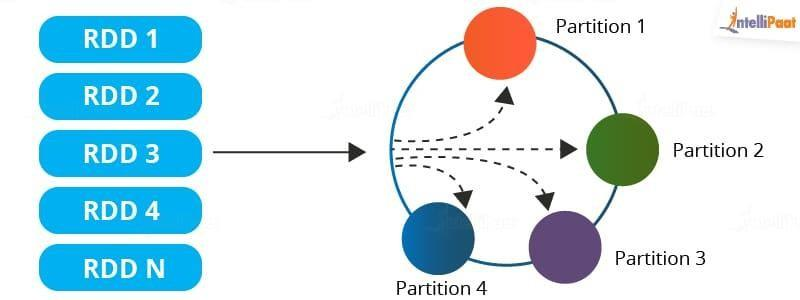 RDD 1
RDD 2
RDD 3
RDD 4
RDD N
Partition 1
Partition 2
Partition 3
Partition 4
IntelliPaat